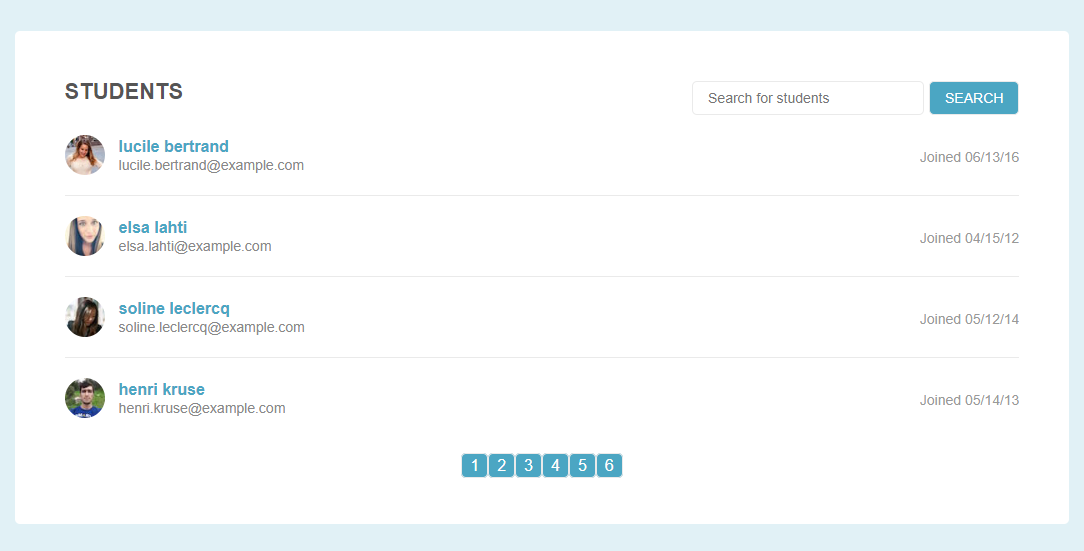 STUDENTS
Search for students
SEARCH
lucile bertrand
lucile.bertrand@example.com
Joined 06/13/16
elsa lahti
elsa.lahti@example.com
Joined 04/15/12
soline leclercq
soline.leclercq@example.com
Joined 05/12/14
henri kruse
henri.kruse@example.com
Joined 05/14/13
1 2 3 4 5 6